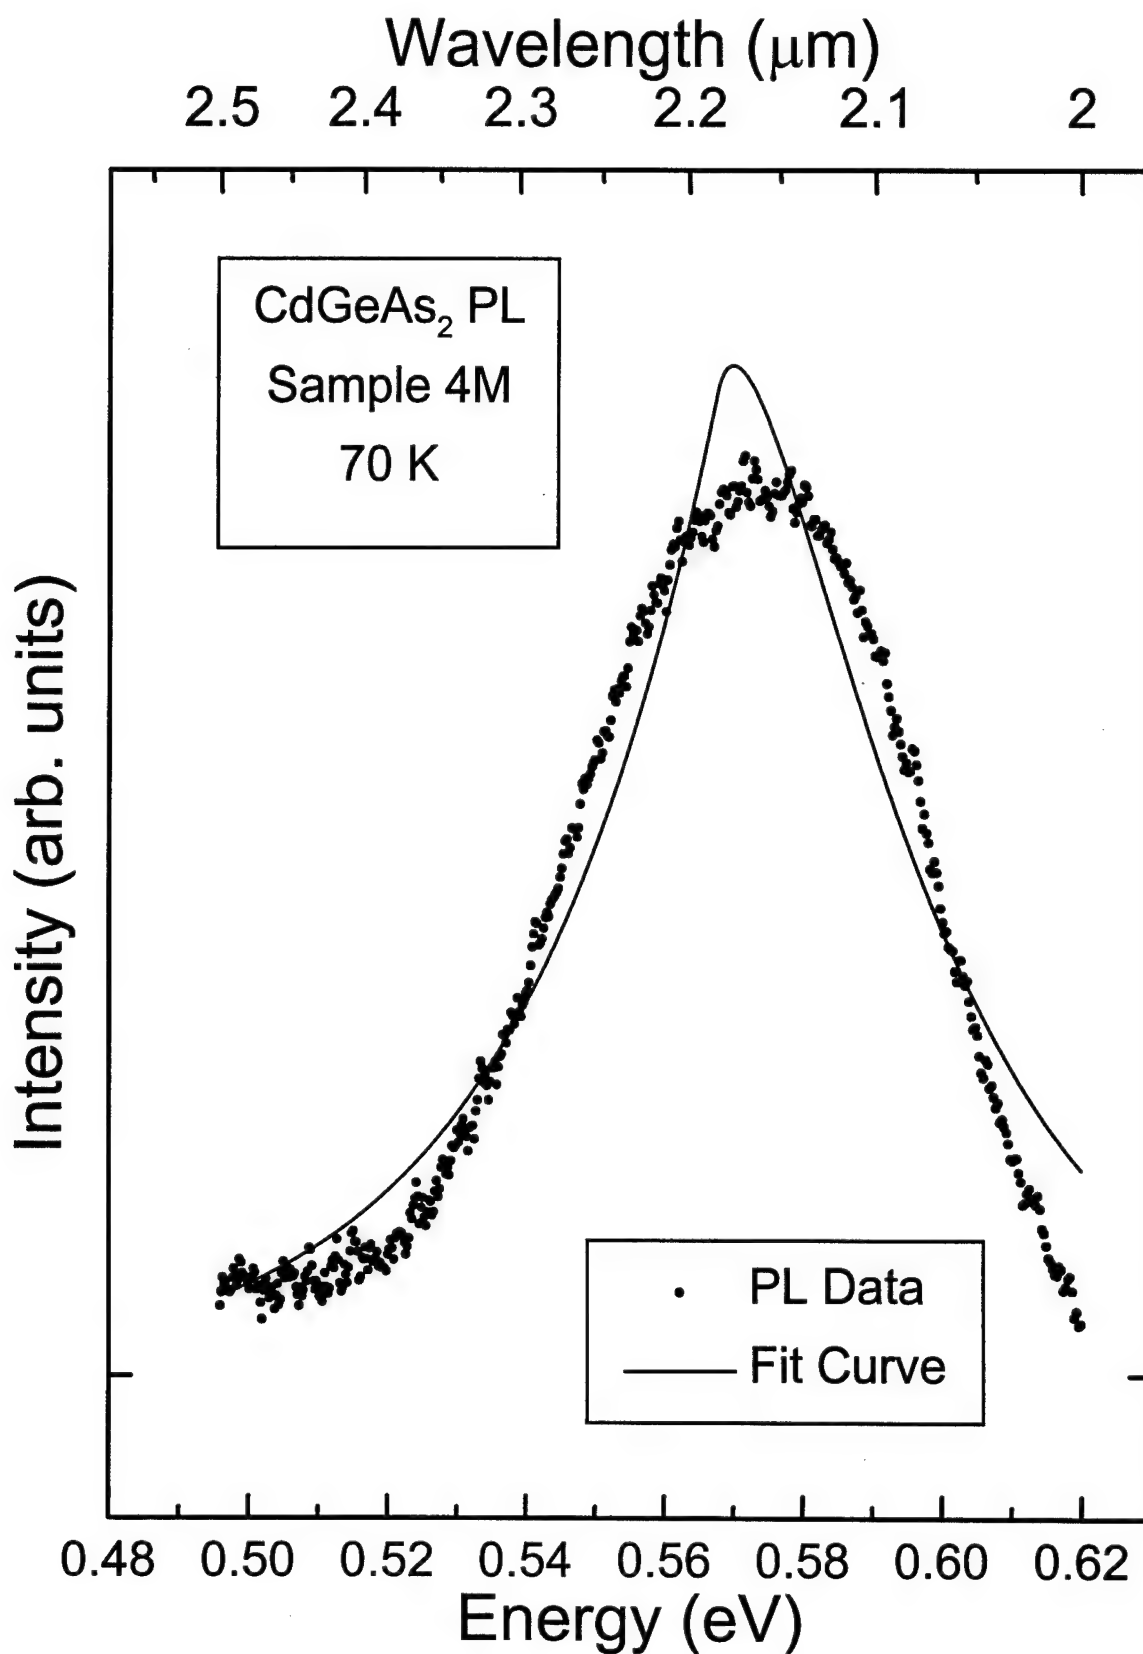 Wavelength (μm)
2.5 2.4 2.3 2.2 2.1 2
CdGeAs₂ PL
Sample 4M
70 K
Intensity (arb. units)
PL Data
Fit Curve
0.48 0.50 0.52 0.54 0.56 0.58 0.60 0.62
Energy (eV)